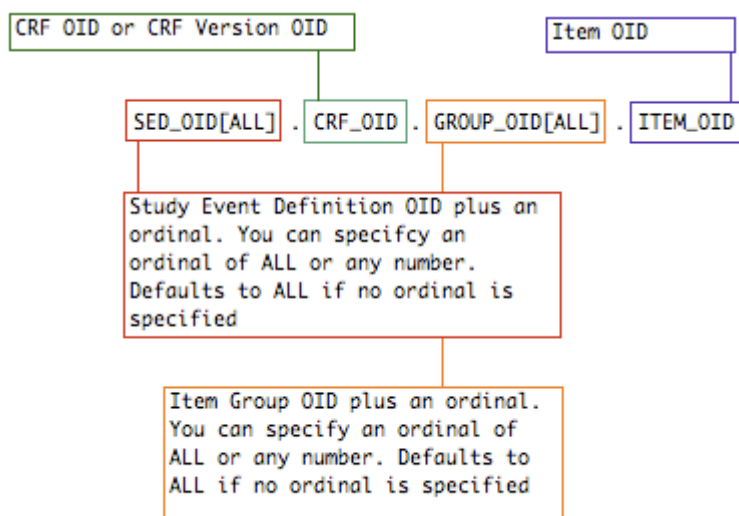 CRF OID or CRF Version OID
Item OID
SED_OID[ALL] . CRF_OID . GROUP_OID[ALL] . ITEM_OID
Study Event Definition OID plus an
ordinal. You can specifcy an
ordinal of ALL or any number.
Defaults to ALL if no ordinal is
specified
Item Group OID plus an ordinal.
You can specify an ordinal of
ALL or any number. Defaults to
ALL if no ordinal is specified